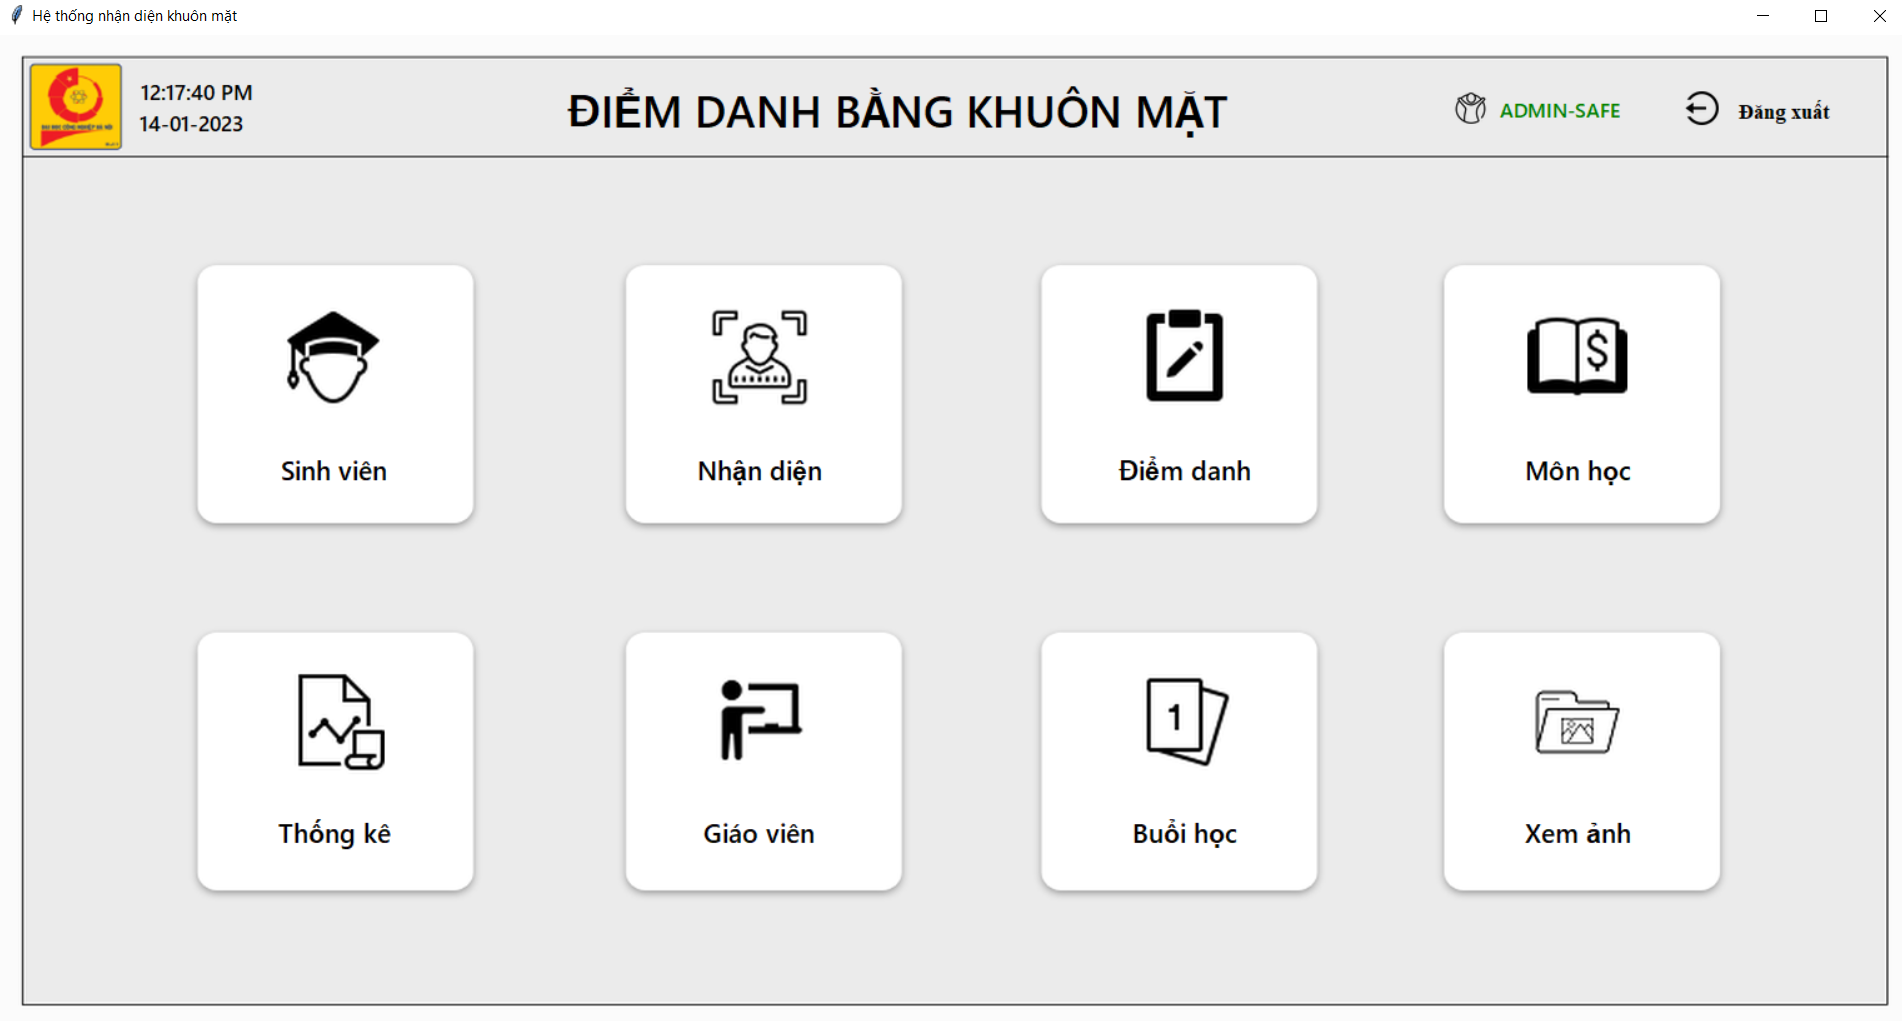 Hệ thống nhận diện khuôn mặt
12:17:40 PM
14-01-2023
ĐIỂM DANH BẰNG KHUÔN MẶT
ADMIN-SAFE
Đăng xuất
Sinh viên
Nhận diện
Điểm danh
Môn học
$
Thống kê
Giáo viên
1
Buổi học
Xem ảnh